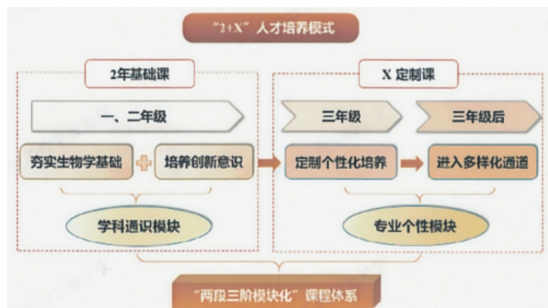 “2+X”人才培养模式
2年基础课
X 定制课
一、二年级
三年级
三年级后
夯实生物学基础
培养创新意识
定制个性化培养
进入多样化通道
学科通识模块
专业个性模块
“两段三阶模块化”课程体系